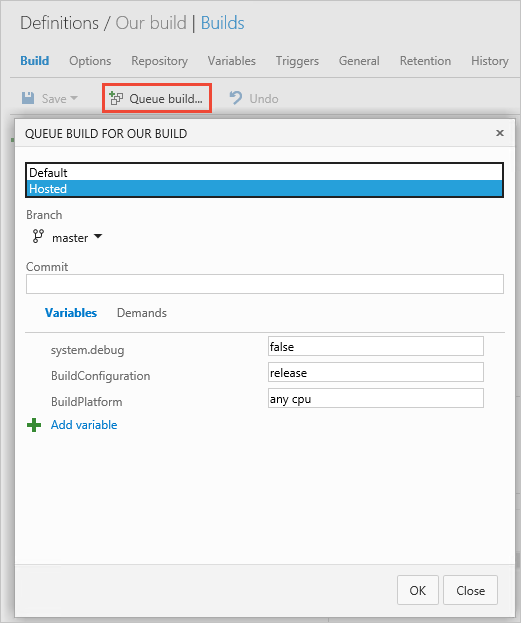 Definitions / Our build | Builds
Build Options Repository Variables Triggers General Retention History
Save Queue build... Undo
QUEUE BUILD FOR OUR BUILD ×
Default
Hosted
Branch
master
Commit
Variables Demands
system.debug false
BuildConfiguration release
BuildPlatform any cpu
Add variable
OK Close